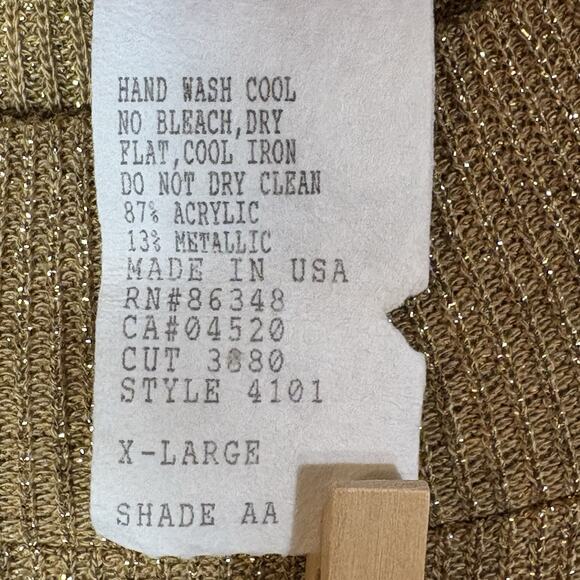 HAND WASH COOL
NO BLEACH,DRY
FLAT,COOL IRON
DO NOT DRY CLEAN
87% ACRYLIC
13% METALLIC
MADE IN USA
RN#86348
CA#04520
CUT 3880
STYLE 4101
X-LARGE
SHADE AA